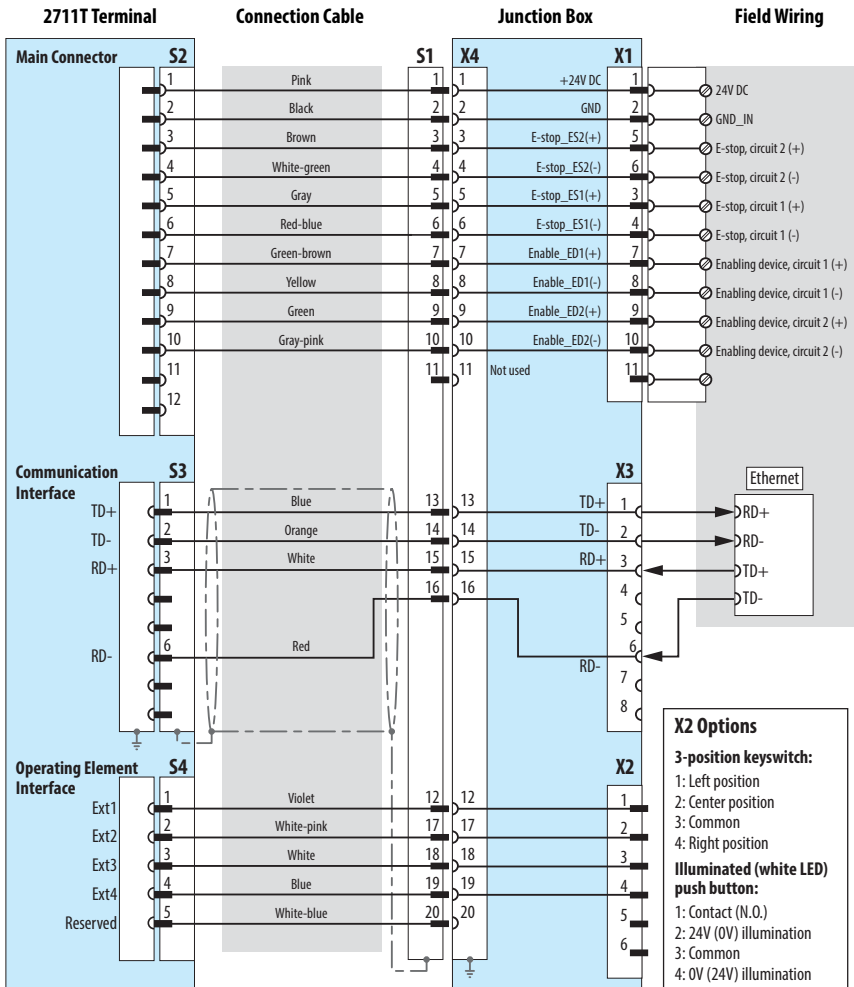 2711T Terminal Connection Cable Junction Box Field Wiring
Main Connector S2 S1 X4 X1
1 Pink 1 1 +24V DC 1 24V DC
2 Black 2 2 GND 2 GND_IN
3 Brown 3 3 E-stop_ES2(+) 5 E-stop, circuit 2 (+)
4 White-green 4 4 E-stop_ES2(-) 6 E-stop, circuit 2 (-)
5 Gray 5 5 E-stop_ES1(+) 3 E-stop, circuit 1 (+)
6 Red-blue 6 6 E-stop_ES1(-) 4 E-stop, circuit 1 (-)
7 Green-brown 7 7 Enable_ED1(+) 7 Enabling device, circuit 1 (+)
8 Yellow 8 8 Enable_ED1(-) 8 Enabling device, circuit 1 (-)
9 Green 9 9 Enable_ED2(+) 9 Enabling device, circuit 2 (+)
10 Gray-pink 10 10 Enable_ED2(-) 10 Enabling device, circuit 2 (-)
11 11 11 Not used 11
12
Communication S3 X3
Interface Ethernet
TD+ 1 Blue 13 13 TD+ 1 RD+
TD- 2 Orange 14 14 TD- 2 RD-
RD+ 3 White 15 15 RD+ 3 TD+
16 16 4 TD-
5
RD- 6 Red RD- 6
7
8
Operating Element S4 X2
Interface
Ext1 1 Violet 12 12 1
Ext2 2 White-pink 17 17 2
Ext3 3 White 18 18 3
Ext4 4 Blue 19 19 4
Reserved 5 White-blue 20 20 5
6
X2 Options
3-position keyswitch:
1: Left position
2: Center position
3: Common
4: Right position
Illuminated (white LED)
push button:
1: Contact (N.O.)
2: 24V (0V) illumination
3: Common
4: 0V (24V) illumination